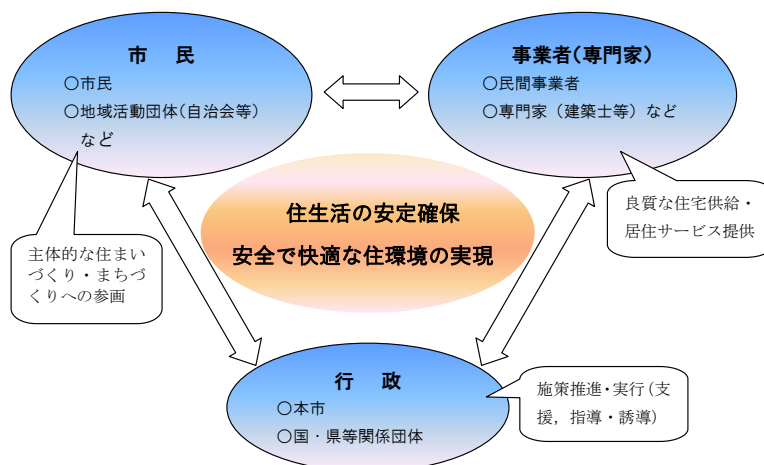 市　民
○市民
○地域活動団体(自治会等)
など
事業者(専門家)
○民間事業者
○専門家（建築士等）など
住生活の安定確保
安全で快適な住環境の実現
良質な住宅供給・
居住サービス提供
主体的な住まい
づくり・まちづ
くりへの参画
行　政
○本市
○国・県等関係団体
施策推進・実行(支
援，指導・誘導)